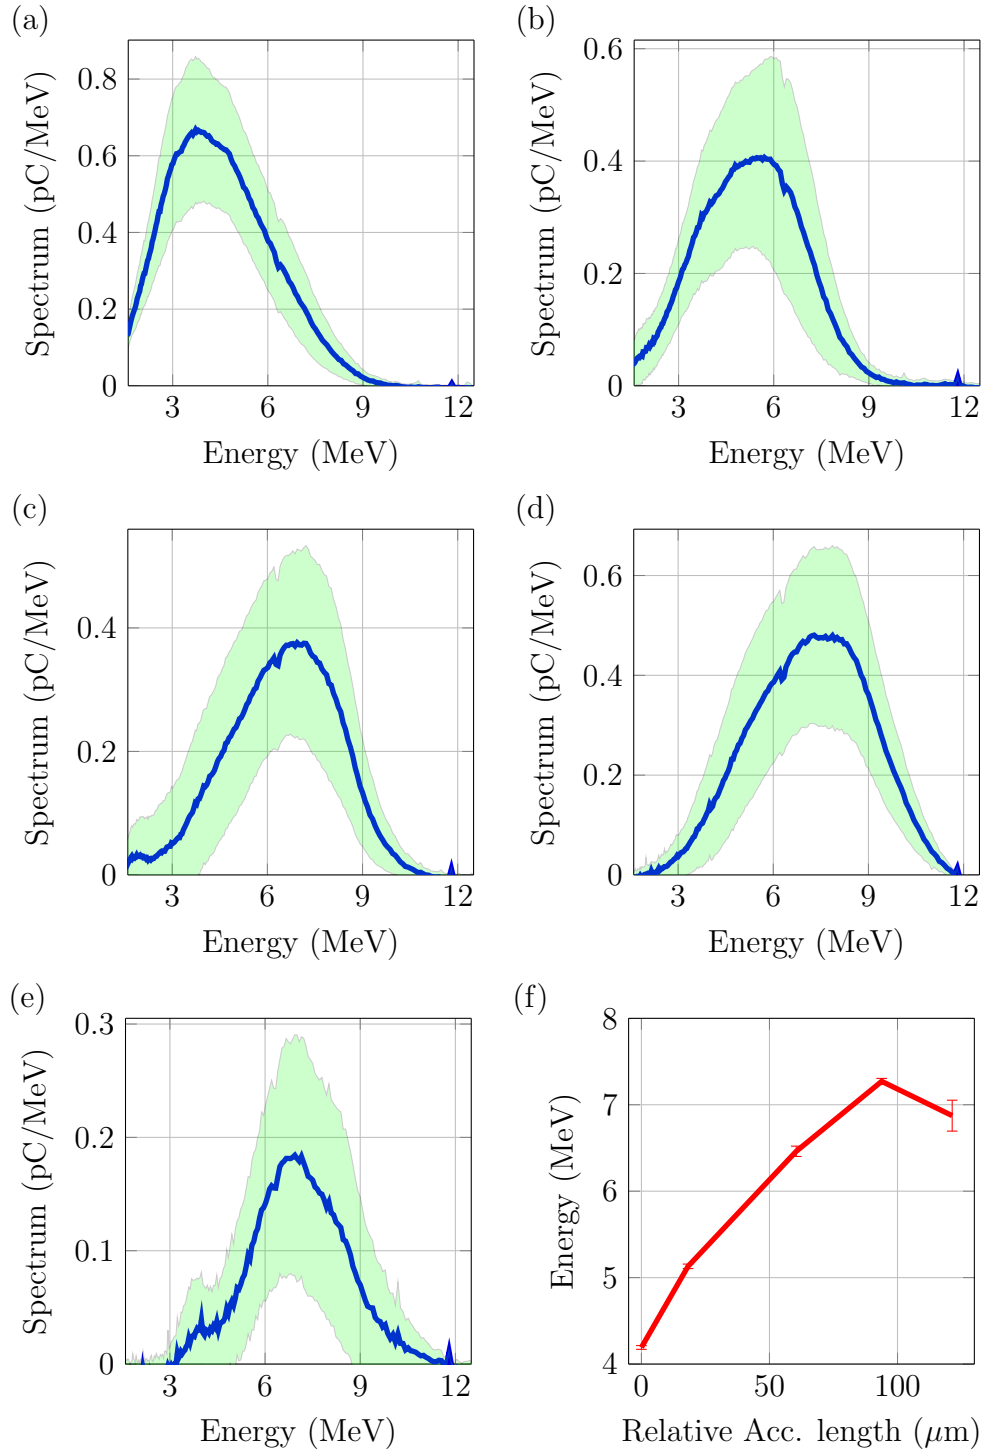 (a)
(b)
Spectrum (pC/MeV)
0.8
0.6
0.4
0.2
0
3 6 9 12
Energy (MeV)
Spectrum (pC/MeV)
0.6
0.4
0.2
0
3 6 9 12
Energy (MeV)
(c)
(d)
Spectrum (pC/MeV)
0.4
0.2
0
3 6 9 12
Energy (MeV)
Spectrum (pC/MeV)
0.6
0.4
0.2
0
3 6 9 12
Energy (MeV)
(e)
(f)
Spectrum (pC/MeV)
0.3
0.2
0.1
0
3 6 9 12
Energy (MeV)
Energy (MeV)
8
7
6
5
4
0 50 100
Relative Acc. length (μm)